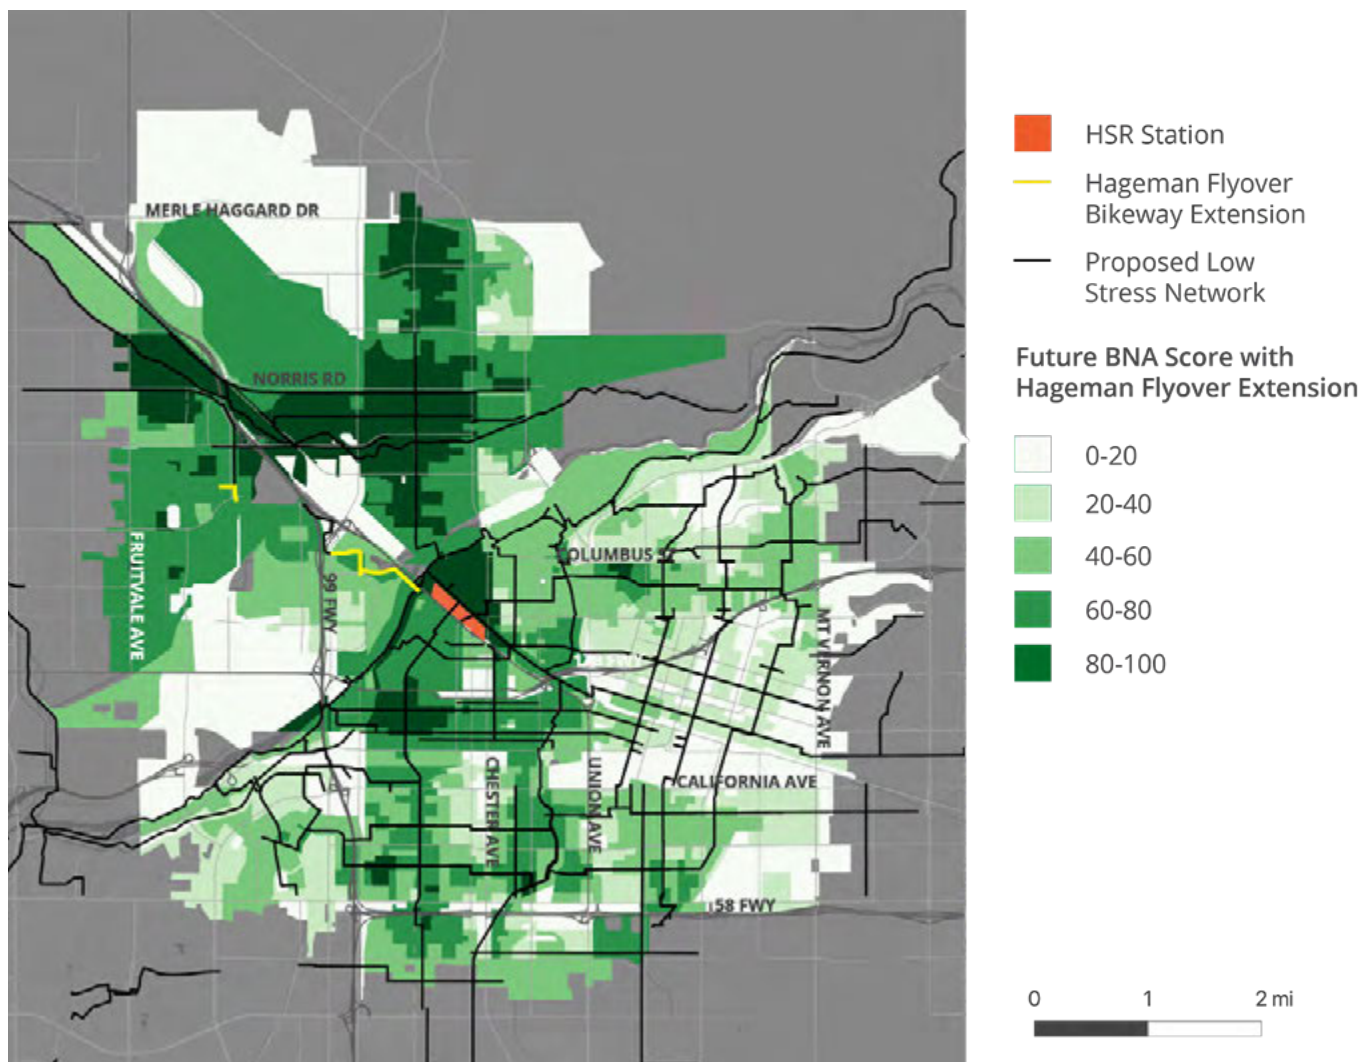 MERLE HAGGARD DR
NORRIS RD
FRUITVALE AVE
99 FWY
COLUMBUS ST
MT VERNON AVE
CHESTER AVE
UNION AVE
CALIFORNIA AVE
58 FWY
HSR Station
Hageman Flyover
Bikeway Extension
Proposed Low
Stress Network
Future BNA Score with
Hageman Flyover Extension
0-20
20-40
40-60
60-80
80-100
0 1 2 mi